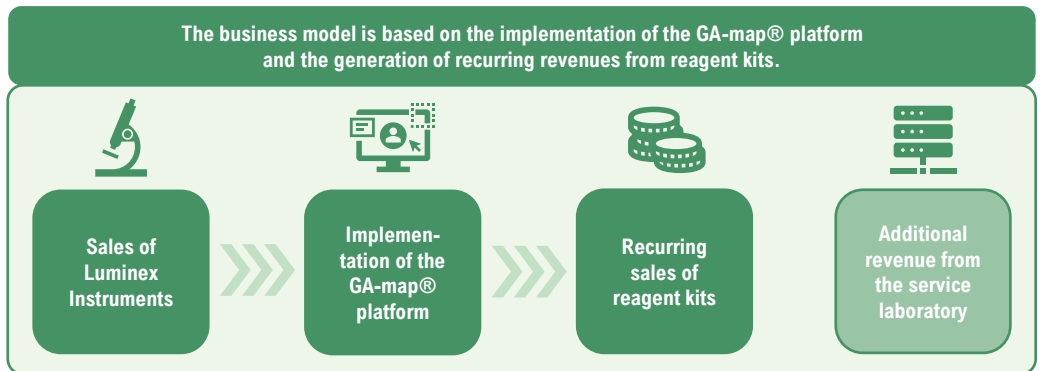 The business model is based on the implementation of the GA-map® platform
and the generation of recurring revenues from reagent kits.
Sales of
Luminex
Instruments
Implemen-
tation of the
GA-map®
platform
Recurring
sales of
reagent kits
Additional
revenue from
the service
laboratory